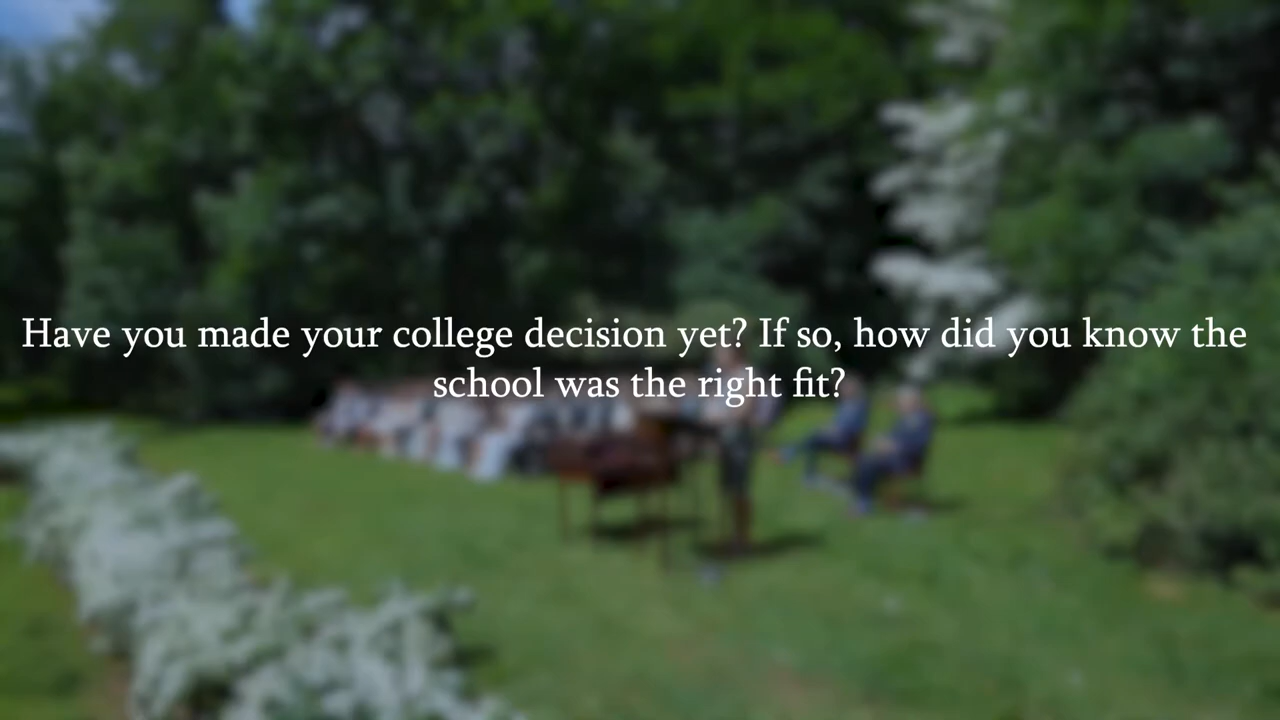 Have you made your college decision yet? If so, how did you know the
school was the right fit?